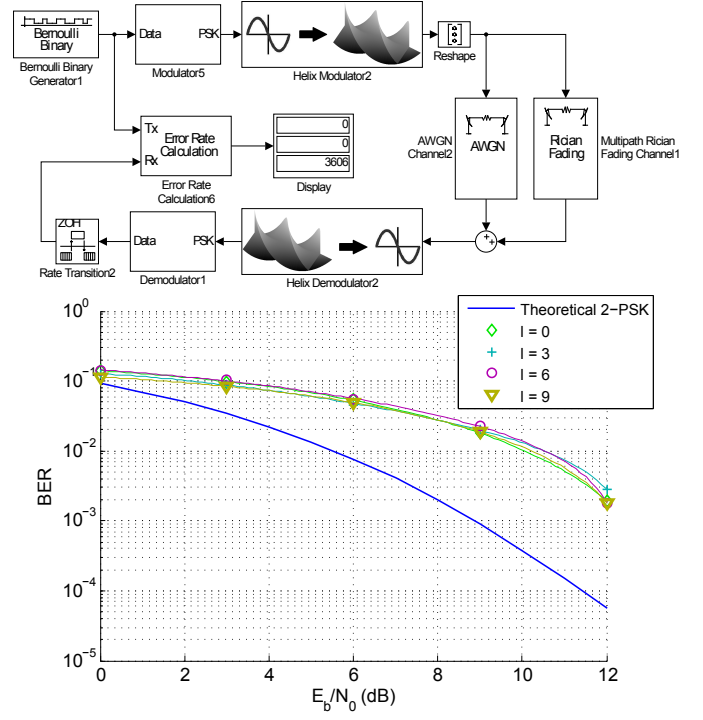 Bernoulli
Binary
Bernoulli Binary
Generator1
Data
PSK
Modulator5
Helix Modulator2
Reshape
Tx
Rx
Error Rate
Calculation
Error Rate
Calculation6
0
0
3606
Display
AWGN
Channel2
AWGN
Rician
Fading
Multipath Rician
Fading Channel1
ZOH
Rate Transition2
Data
PSK
Demodulator1
Helix Demodulator2
Theoretical 2−PSK
l = 0
l = 3
l = 6
l = 9
10^0
10^−1
10^−2
10^−3
10^−4
10^−5
BER
0
2
4
6
8
10
12
E_b/N_0 (dB)